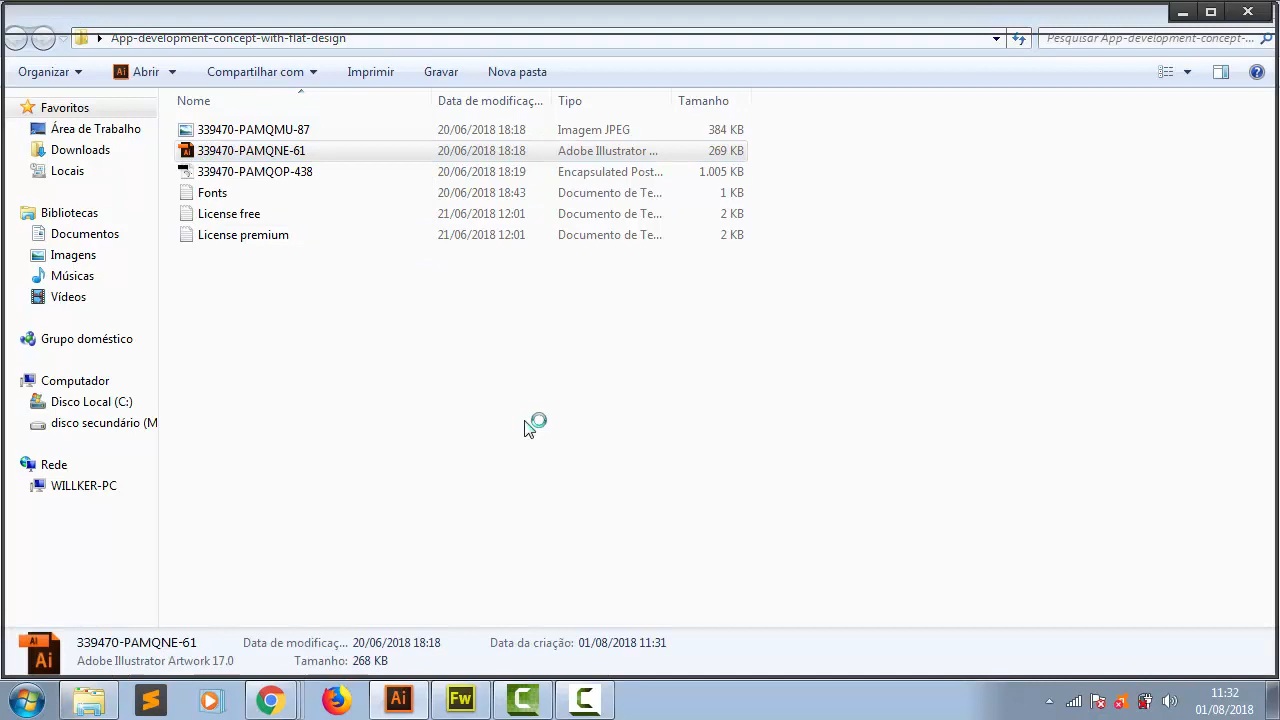 App-development-concept-with-flat-design
Pesquisar App-development-concept-...
Organizar
Ai Abrir
Compartilhar com
Imprimir
Gravar
Nova pasta
Nome
Data de modificaç...
Tipo
Tamanho
Favoritos
Área de Trabalho
Downloads
Locais
Bibliotecas
Documentos
Imagens
Músicas
Vídeos
Grupo doméstico
Computador
Disco Local (C:)
disco secundário (M
Rede
WILLKER-PC
339470-PAMQMU-87 20/06/2018 18:18 Imagem JPEG 384 KB
339470-PAMQNE-61 20/06/2018 18:18 Adobe Illustrator ... 269 KB
339470-PAMQOP-438 20/06/2018 18:19 Encapsulated Post... 1.005 KB
Fonts 20/06/2018 18:43 Documento de Te... 1 KB
License free 21/06/2018 12:01 Documento de Te... 2 KB
License premium 21/06/2018 12:01 Documento de Te... 2 KB
Ai
Ai
339470-PAMQNE-61 Data de modificaç... 20/06/2018 18:18 Data da criação: 01/08/2018 11:31
Adobe Illustrator Artwork 17.0 Tamanho: 268 KB
Ai
Fw
11:32
01/08/2018